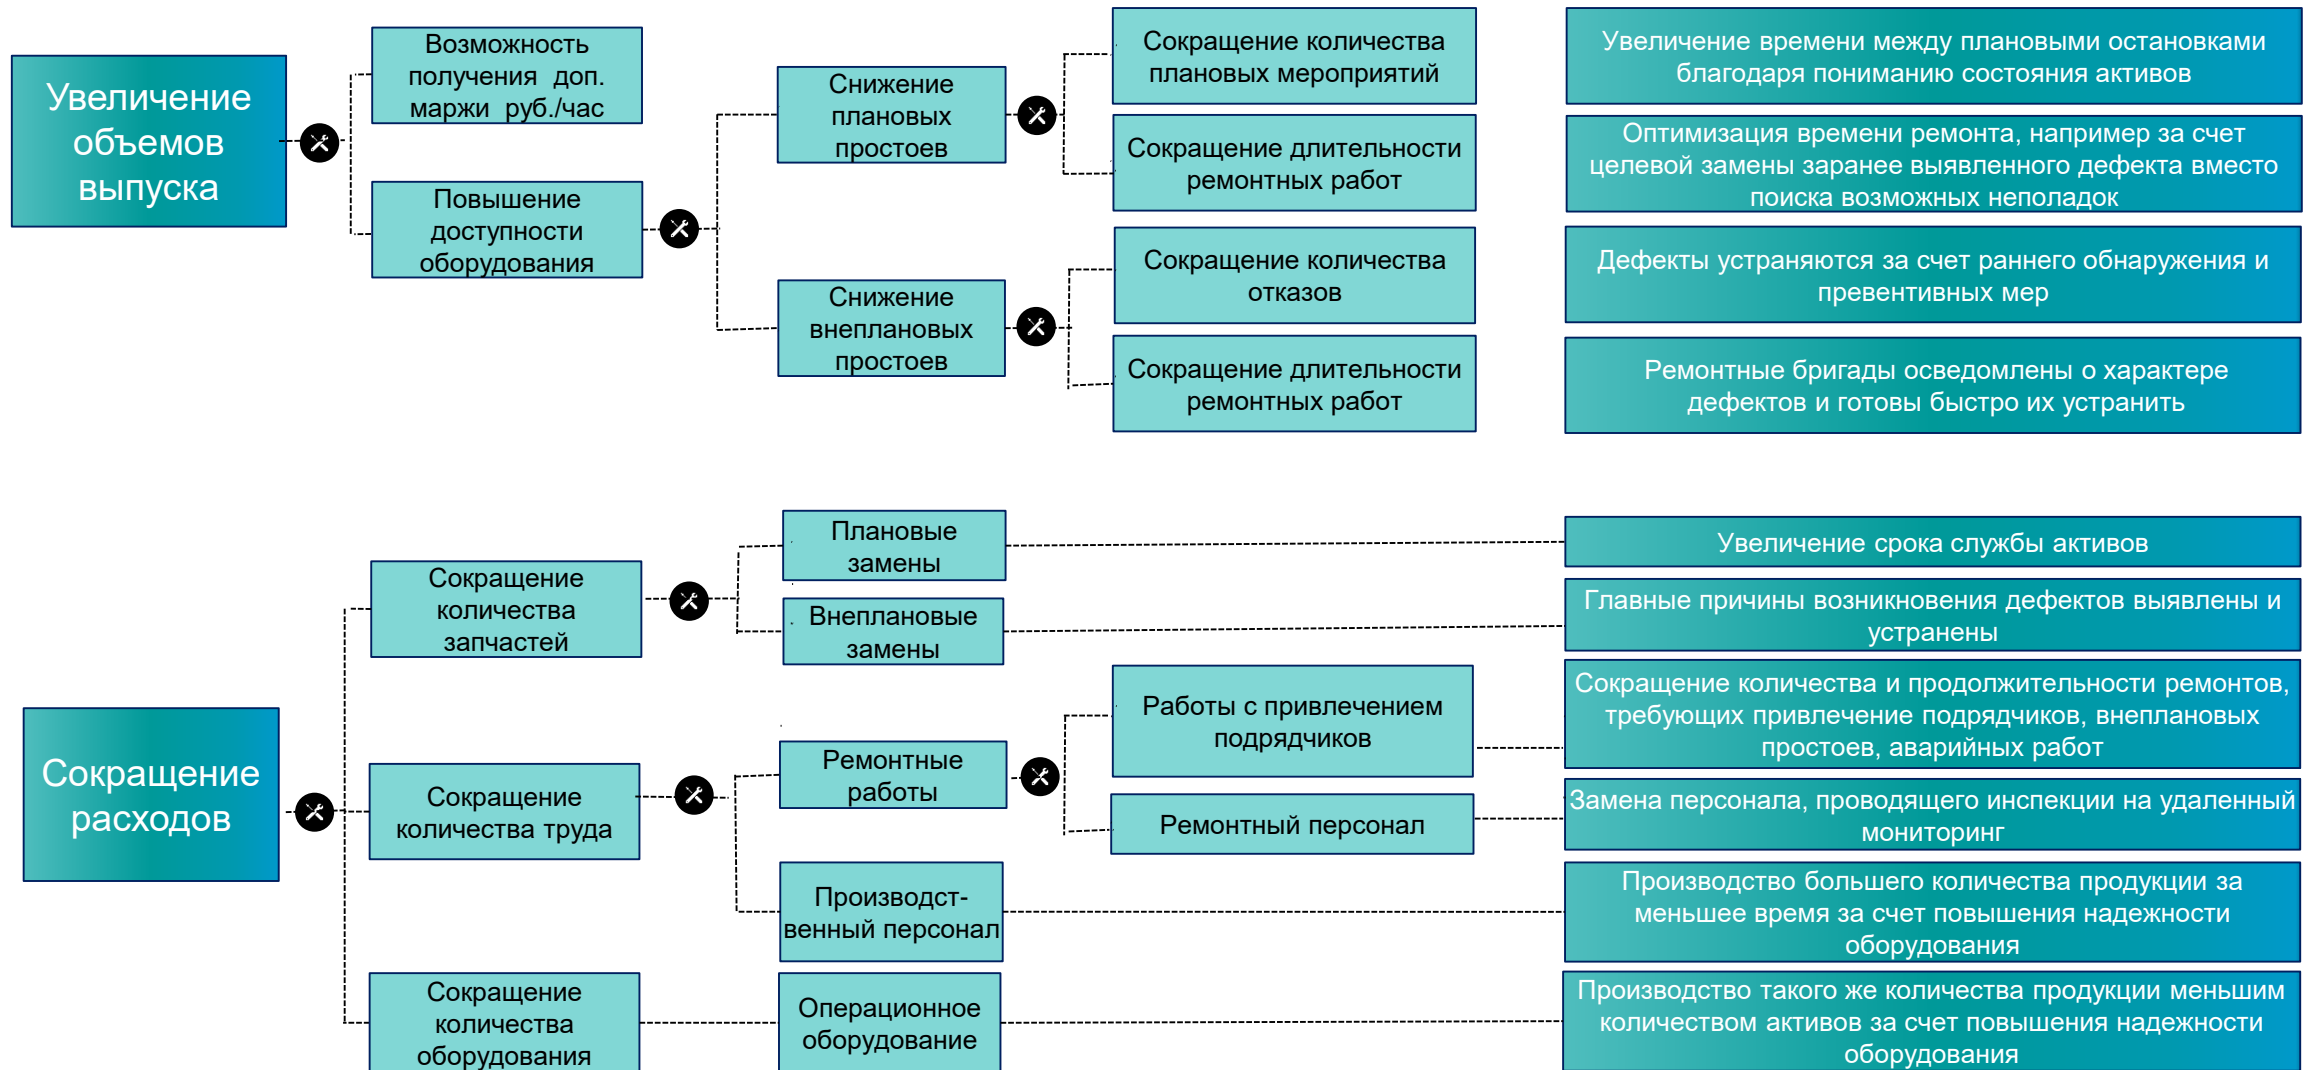 Увеличение
объемов
выпуска
Возможность
получения доп.
маржи руб./час
Повышение
доступности
оборудования
Снижение
плановых
простоев
Снижение
внеплановых
простоев
Сокращение количества
плановых мероприятий
Сокращение длительности
ремонтных работ
Сокращение количества
отказов
Сокращение длительности
ремонтных работ
Увеличение времени между плановыми остановками
благодаря пониманию состояния активов
Оптимизация времени ремонта, например за счет
целевой замены заранее выявленного дефекта вместо
поиска возможных неполадок
Дефекты устраняются за счет раннего обнаружения и
превентивных мер
Ремонтные бригады осведомлены о характере
дефектов и готовы быстро их устранить
Сокращение
расходов
Сокращение
количества
запчастей
Сокращение
количества труда
Сокращение
количества
оборудования
Плановые
замены
Внеплановые
замены
Ремонтные
работы
Производст-
венный персонал
Операционное
оборудование
Работы с привлечением
подрядчиков
Ремонтный персонал
Увеличение срока службы активов
Главные причины возникновения дефектов выявлены и
устранены
Сокращение количества и продолжительности ремонтов,
требующих привлечение подрядчиков, внеплановых
простоев, аварийных работ
Замена персонала, проводящего инспекции на удаленный
мониторинг
Производство большего количества продукции за
меньшее время за счет повышения надежности
оборудования
Производство такого же количества продукции меньшим
количеством активов за счет повышения надежности
оборудования